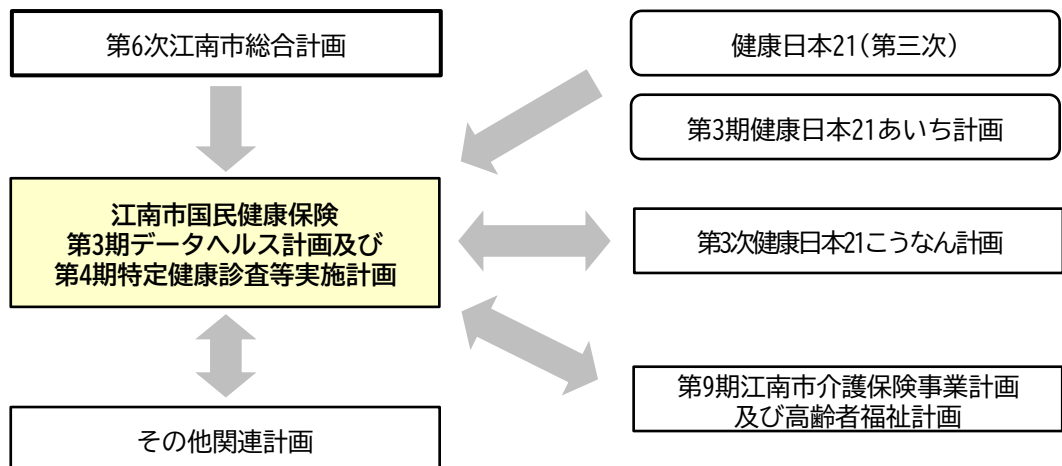 第6次江南市総合計画
健康日本21(第三次)
第3期健康日本21あいち計画
江南市国民健康保険
第3期データヘルス計画及び
第4期特定健康診査等実施計画
第3次健康日本21こうなん計画
第9期江南市介護保険事業計画
及び高齢者福祉計画
その他関連計画